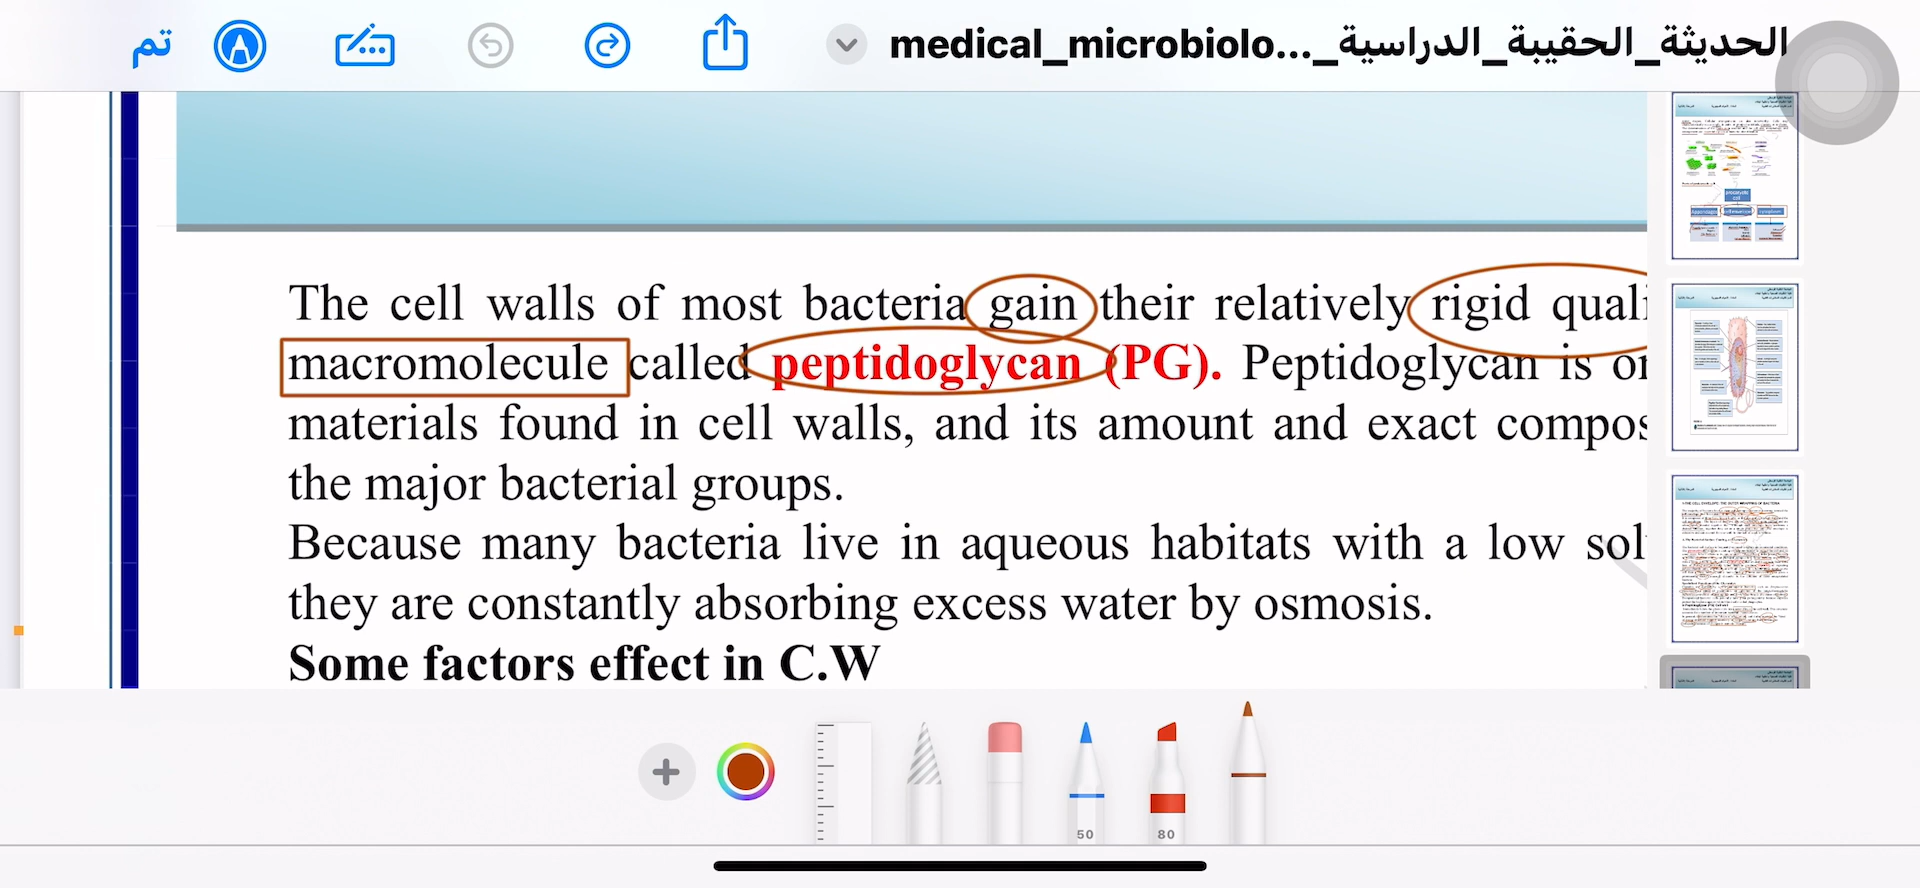 تم
medical_microbiolo..._الحديثة_الحقيبة_الدراسية
The cell walls of most bacteria gain their relatively rigid quali
macromolecule called peptidoglycan (PG). Peptidoglycan is
materials found in cell walls, and its amount and exact compos
the major bacterial groups.
Because many bacteria live in aqueous habitats with a low sol
they are constantly absorbing excess water by osmosis.
Some factors effect in C.W
50
80